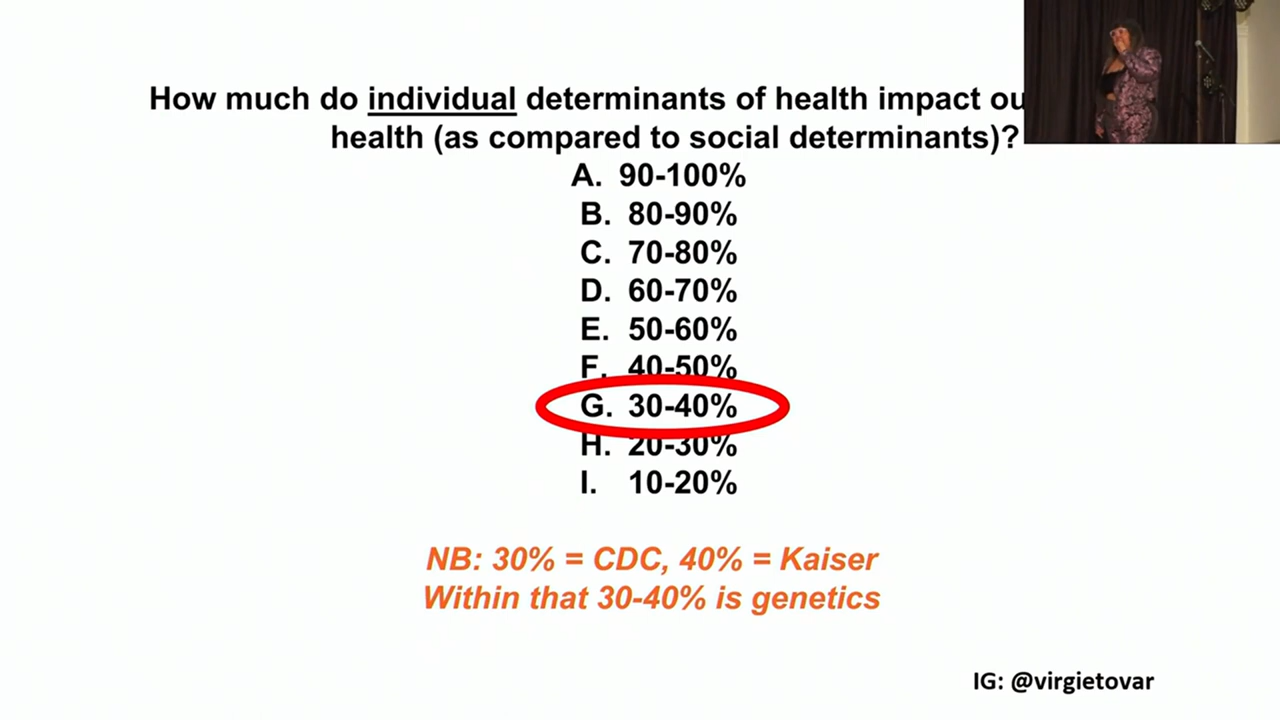 How much do individual determinants of health impact ou
health (as compared to social determinants)?
A. 90-100%
B. 80-90%
C. 70-80%
D. 60-70%
E. 50-60%
F. 40-50%
G. 30-40%
H. 20-30%
I. 10-20%
NB: 30% = CDC, 40% = Kaiser
Within that 30-40% is genetics
IG: @virgietovar